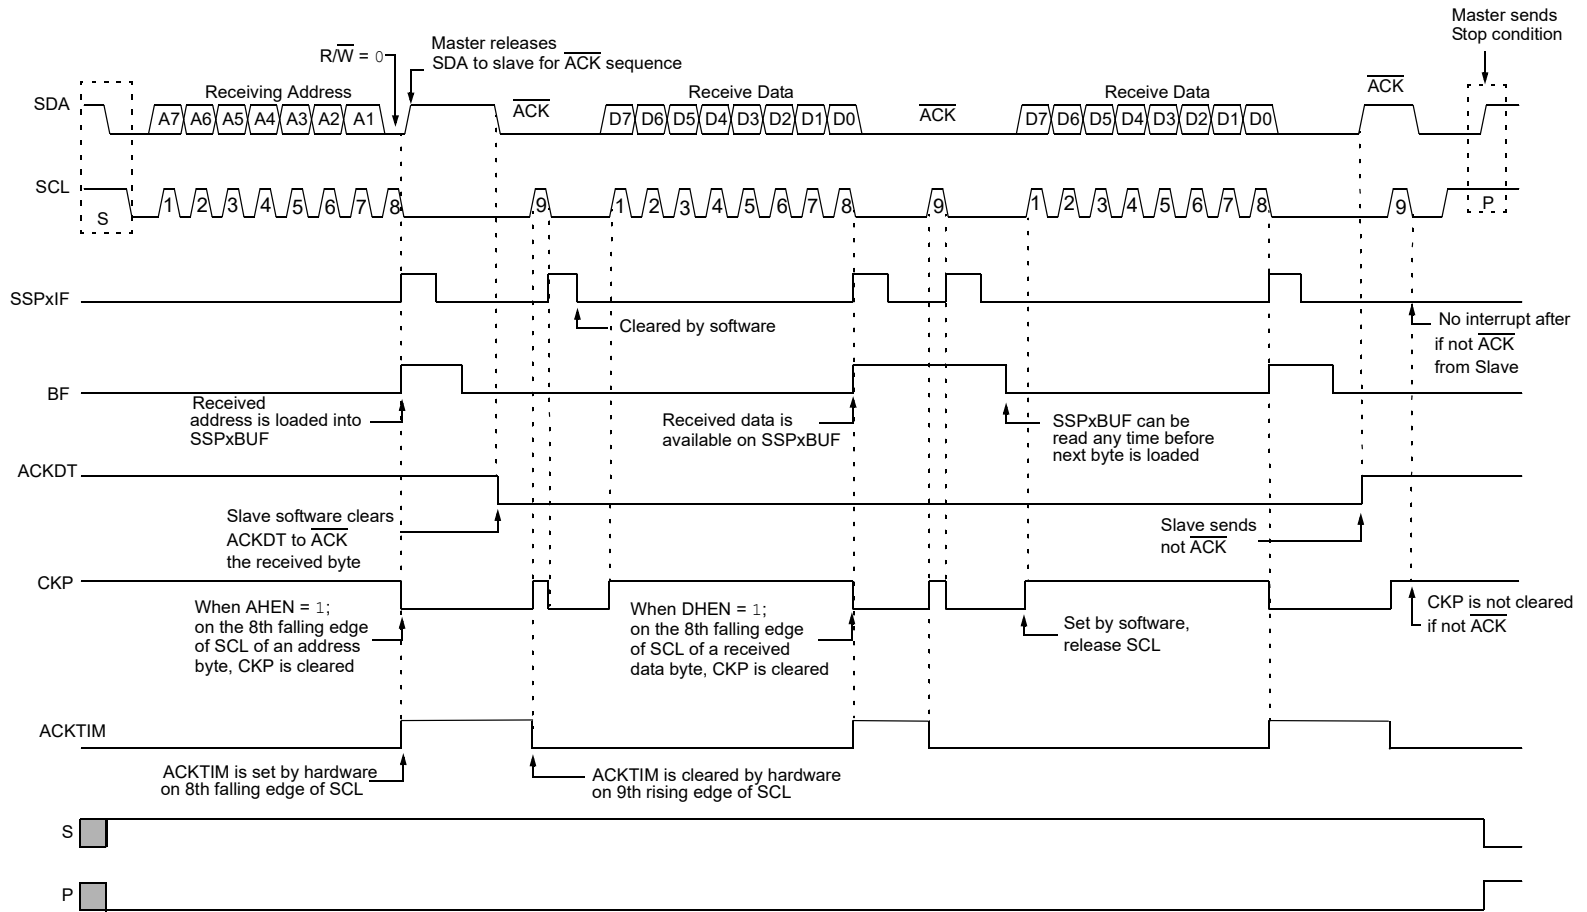 Master sends
Stop condition
R/W = 0
Master releases
SDA to slave for ACK sequence
SDA
Receiving Address
ACK
Receive Data
ACK
Receive Data
ACK
A7 A6 A5 A4 A3 A2 A1
D7 D6 D5 D4 D3 D2 D1 D0
D7 D6 D5 D4 D3 D2 D1 D0
SCL
S
1 2 3 4 5 6 7 8
9
1 2 3 4 5 6 7 8
9
1 2 3 4 5 6 7 8
9
P
SSPxIF
Cleared by software
No interrupt after
if not ACK
from Slave
BF
Received
address is loaded into
SSPxBUF
Received data is
available on SSPxBUF
SSPxBUF can be
read any time before
next byte is loaded
ACKDT
Slave software clears
ACKDT to ACK
the received byte
Slave sends
not ACK
CKP
When AHEN = 1;
on the 8th falling edge
of SCL of an address
byte, CKP is cleared
When DHEN = 1;
on the 8th falling edge
of SCL of a received
data byte, CKP is cleared
Set by software,
release SCL
CKP is not cleared
if not ACK
ACKTIM
ACKTIM is set by hardware
on 8th falling edge of SCL
ACKTIM is cleared by hardware
on 9th rising edge of SCL
S
P